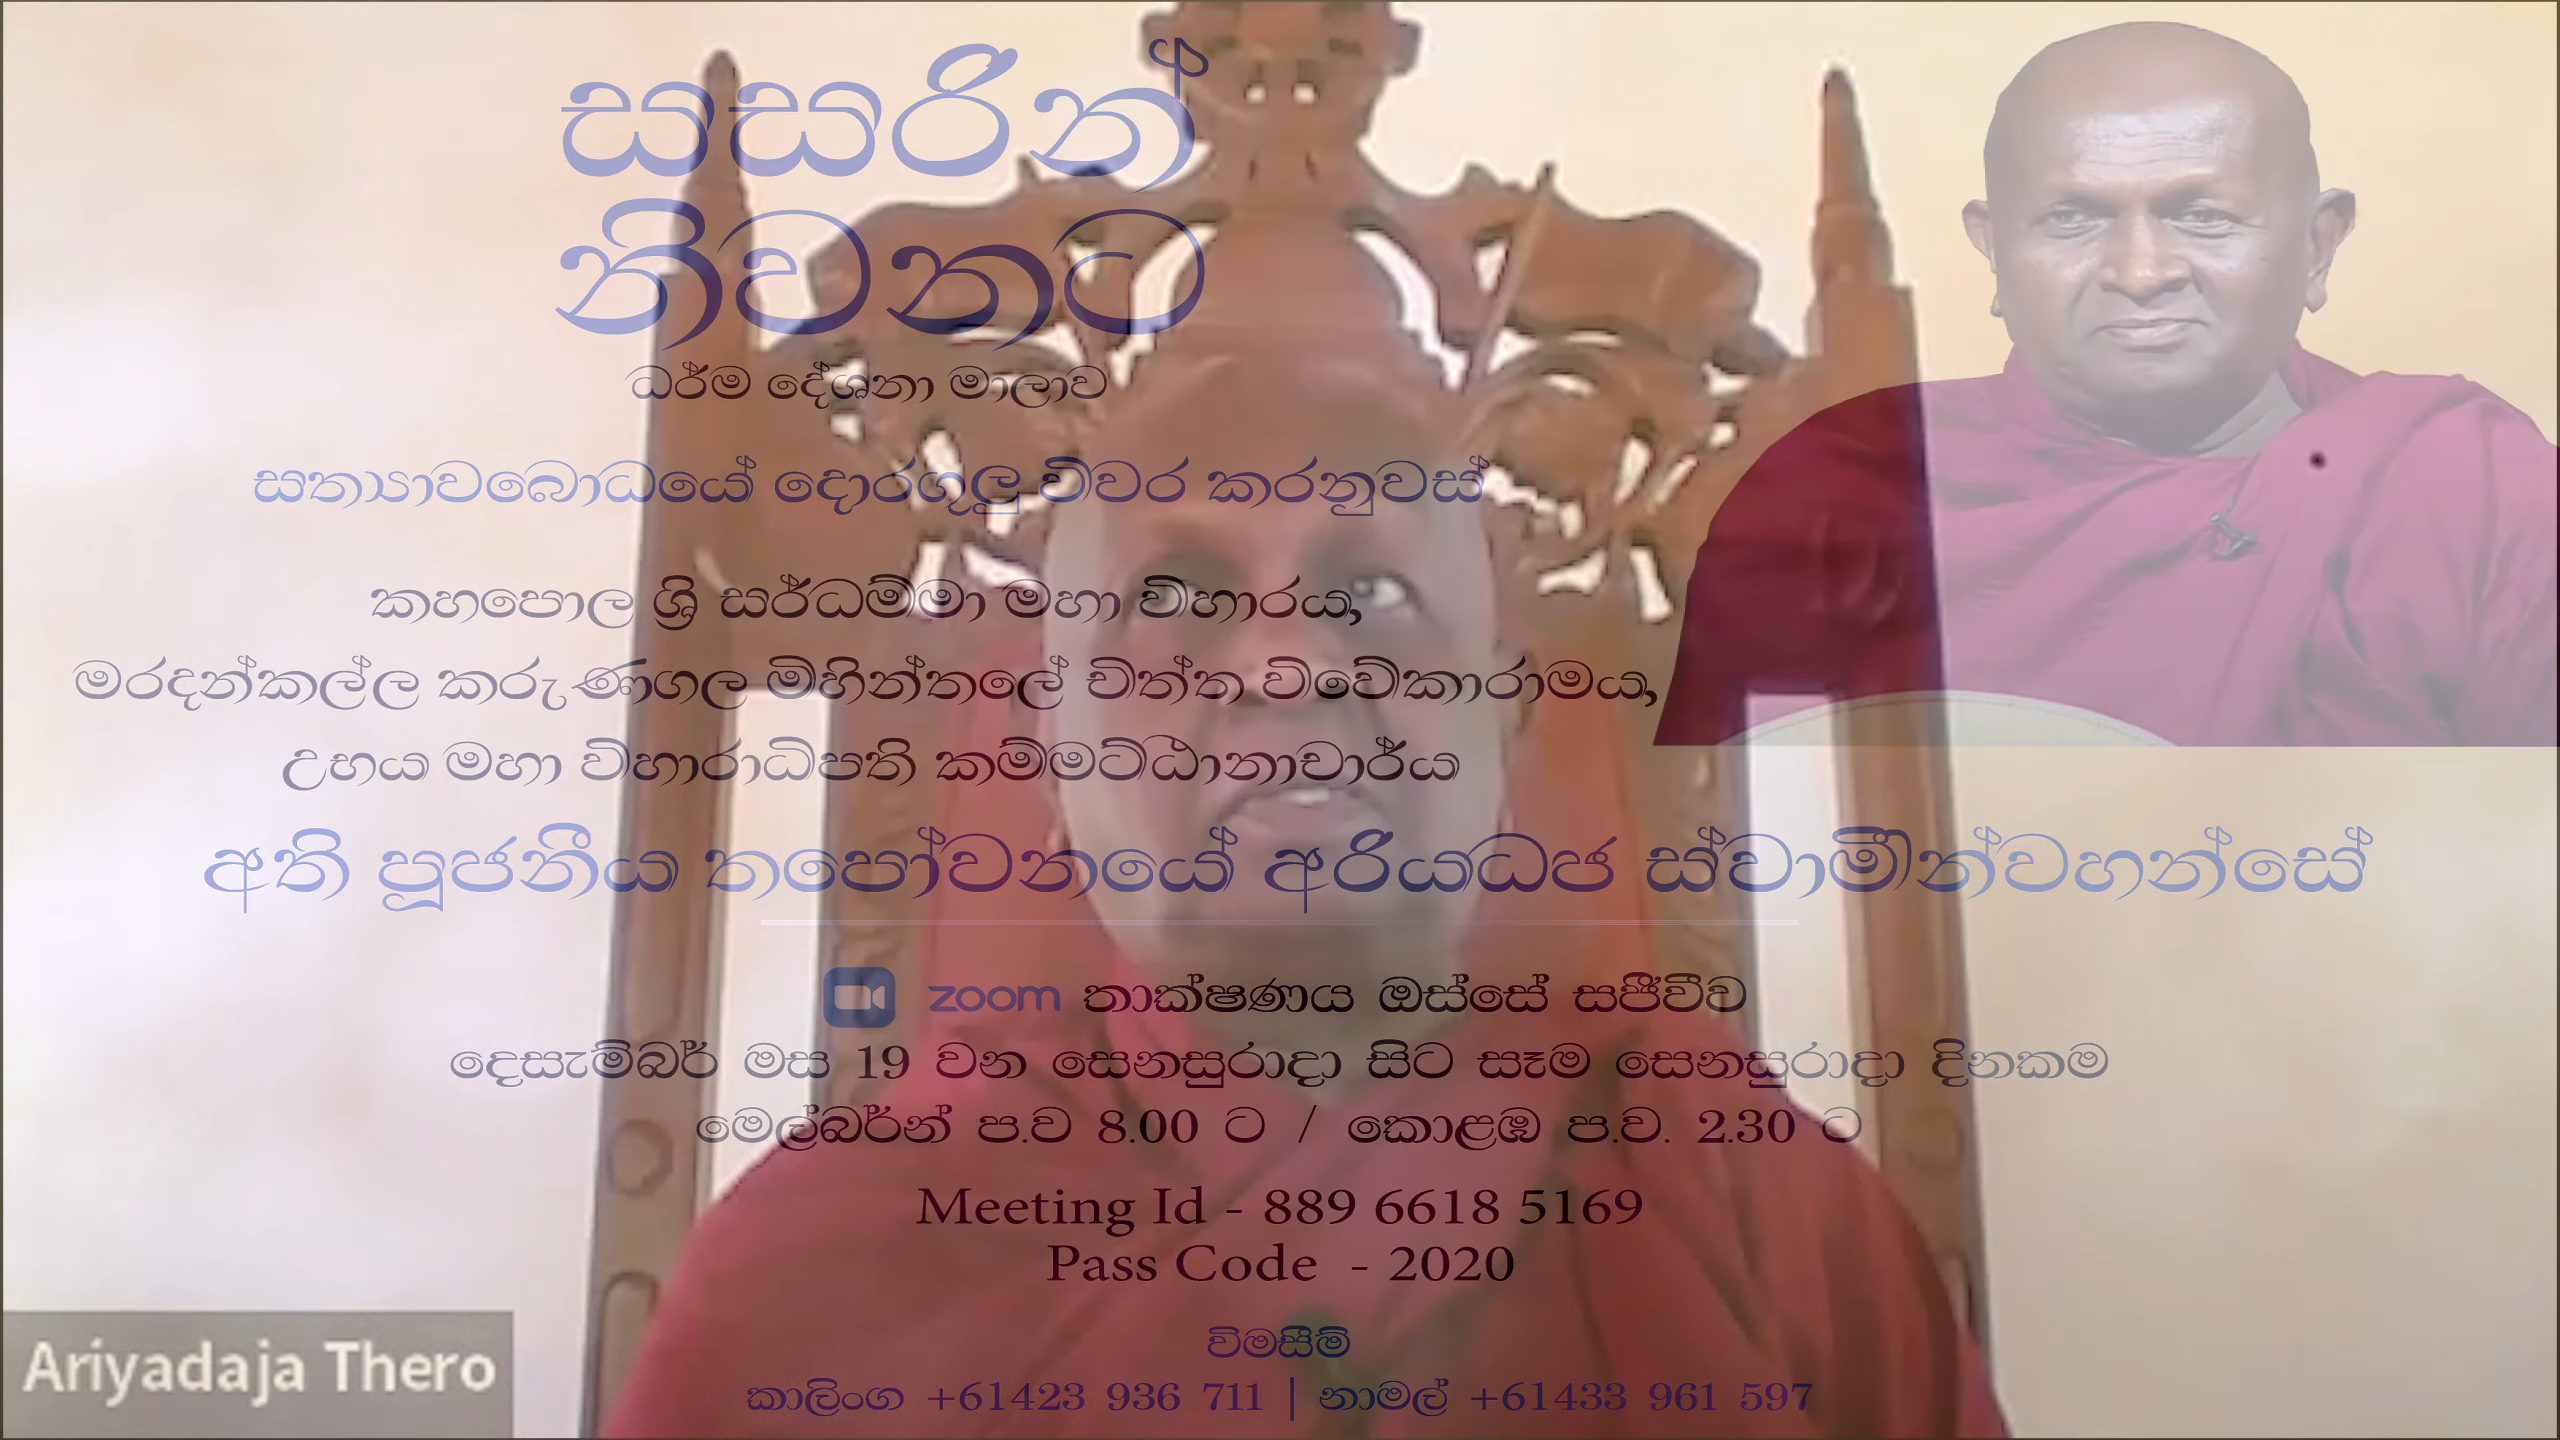 සසරින්
නිවනට
ධර්ම දේශනා මාලාව
සත්‍යාවබොධයේ දොරගුලු විවර කරනුවස්
කහපොල ශ්‍රී සර්ධම්මා මහා විහාරය,
මරදන්කල්ල කරුණගල මිහින්තලේ චිත්ත විවේකාරාමය,
උභය මහා විහාරාධිපති කම්මට්ඨානාචාර්ය
අති පූජනීය තපෝවනයේ අරියධජ ස්වාමීන්වහන්සේ
zoom තාක්ෂණය ඔස්සේ සජීවීව
දෙසැම්බර් මස 19 වන සෙනසුරාදා සිට සෑම සෙනසුරාදා දිනකම
මෙල්බර්න් ප.ව 8.00 ට / කොළඹ ප.ව. 2.30 ට
Meeting Id - 889 6618 5169
Pass Code - 2020
විමසීම්
කාලිංග +61423 936 711 | නාමල් +61433 961 597
Ariyadaja Thero